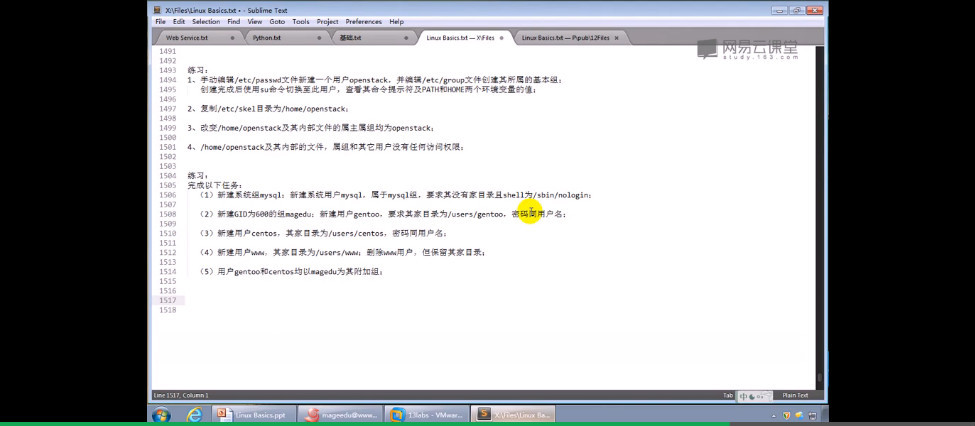 X:\Files\Linux Basics.txt • - Sublime Text
File Edit Selection Find View Goto Tools Project Preferences Help
Web Service.txt Python.txt 基础.txt Linux Basics.txt — X:\Files Linux Basics.txt — P:\pub\12Files
网易云课堂
study.163.com
1491
1492
1493 练习：
1494 1、手动编辑/etc/passwd文件新建一个用户openstack，并编辑/etc/group文件创建其所属的基本组；
1495 创建完成后使用su命令切换至此用户，查看其命令提示符及PATH和HOME两个环境变量的值；
1496
1497 2、复制/etc/skel目录为/home/openstack；
1498
1499 3、改变/home/openstack及其内部文件的属主属组均为openstack；
1500
1501 4、/home/openstack及其内部的文件，属组和其它用户没有任何访问权限；
1502
1503
1504 练习：
1505 完成以下任务：
1506 （1）新建系统组mysql；新建系统用户mysql，属于mysql组，要求其没有家目录且shell为/sbin/nologin；
1507
1508 （2）新建GID为600的组magedu；新建用户gentoo，要求其家目录为/users/gentoo，密码同用户名；
1509
1510 （3）新建用户centos，其家目录为/users/centos，密码同用户名；
1511
1512 （4）新建用户www，其家目录为/users/www；删除www用户，但保留其家目录；
1513
1514 （5）用户gentoo和centos均以magedu为其附加组；
1515
1516
1517
1518
Line 1517, Column 1 Tab 中 Plain Text
Linux Basics.ppt mageedu@www... 13labs - VMwar... X:\Files\Linux Ba...